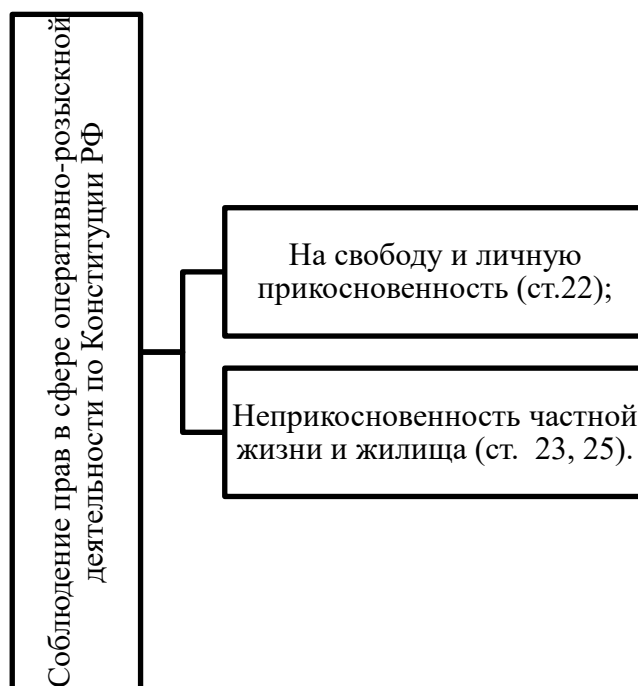 Соблюдение прав в сфере оперативно-розыскной
деятельности по Конституции РФ
На свободу и личную
прикосновенность (ст.22);
Неприкосновенность частной
жизни и жилища (ст. 23, 25).